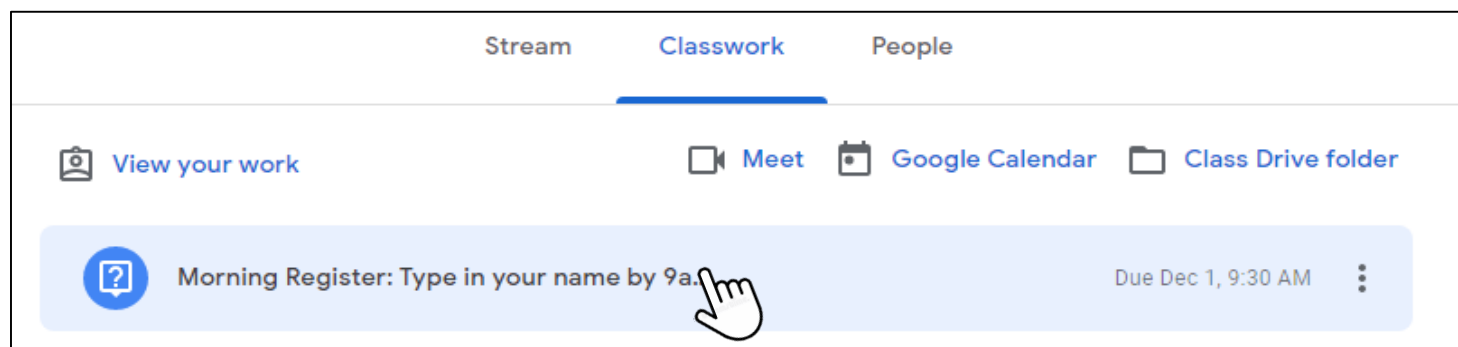 Stream Classwork People
View your work Meet Google Calendar Class Drive folder
Morning Register: Type in your name by 9a... Due Dec 1, 9:30 AM